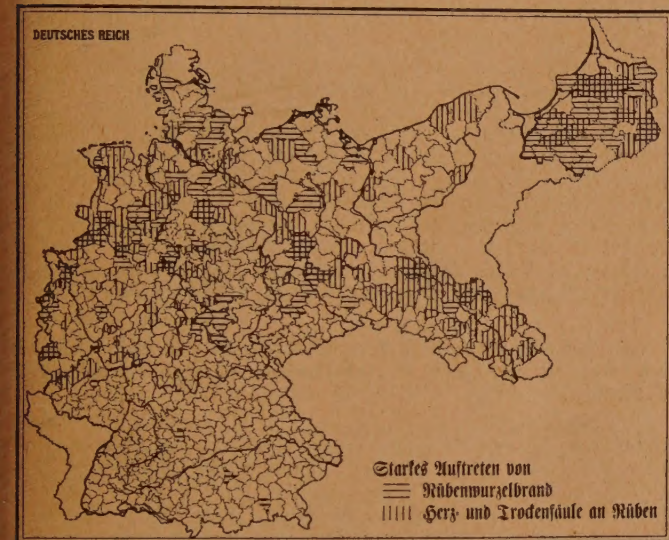 DEUTSCHES REICH
Starkes Auftreten von
Rübenwurzelbrand
Herz- und Trockenfäule an Rüben